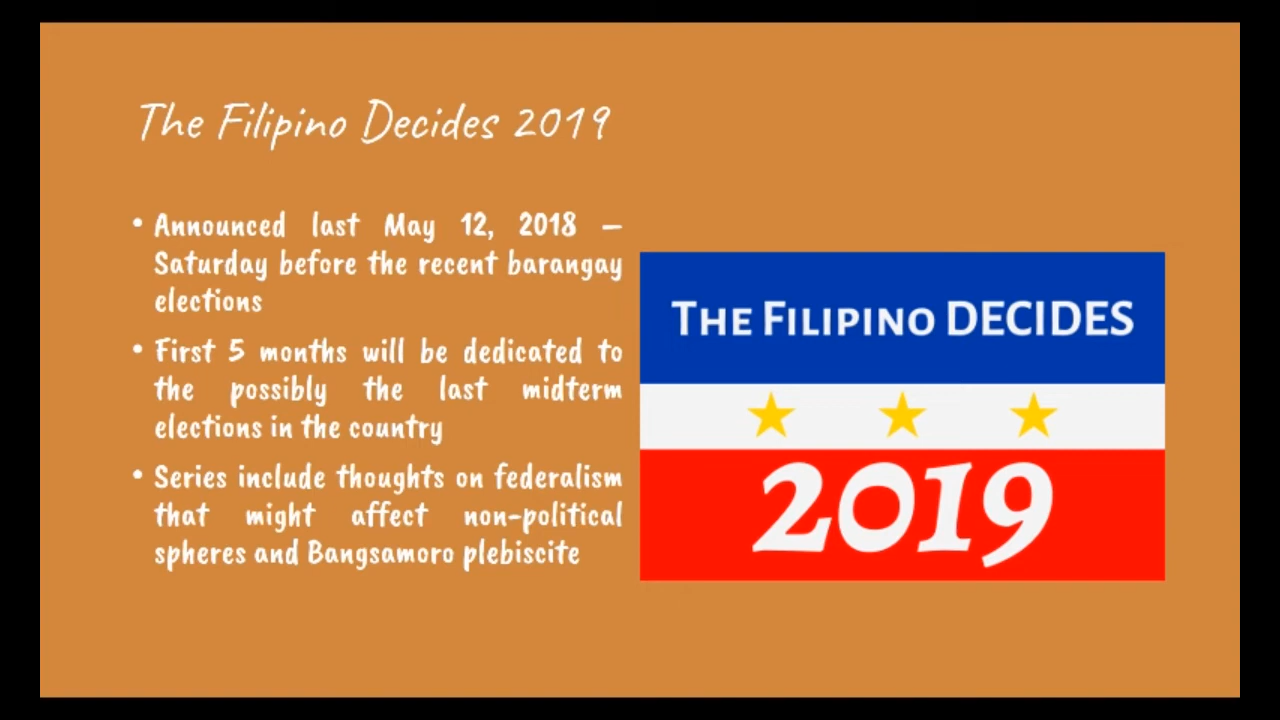 The Filipino Decides 2019
• Announced last May 12, 2018 –
Saturday before the recent barangay
elections
• First 5 months will be dedicated to
the possibly the last midterm
elections in the country
• Series include thoughts on federalism
that might affect non-political
spheres and Bangsamoro plebiscite
THE FILIPINO DECIDES
2019